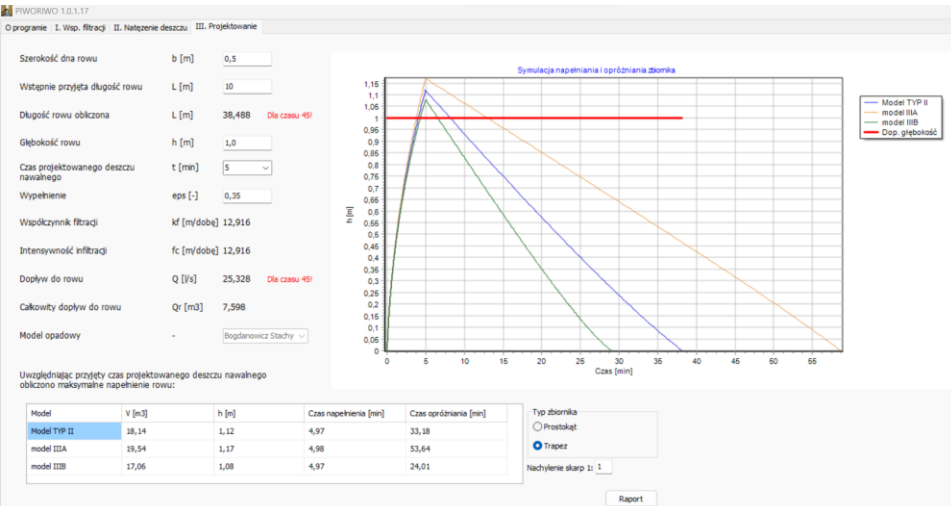 PIWORIWO 1.0.1.17
O programie I. Wsp. filtracji II. Natężenie deszczu III. Projektowanie
Szerokość dna rowu b [m] 0,5
Wstępnie przyjęta długość rowu L [m] 10
Długość rowu obliczona L [m] 38,488 Dla czasu 45!
Głębokość rowu h [m] 1,0
Czas projektowanego deszczu t [min] 5
nawalnego
Wypełnienie eps [-] 0,35
Współczynnik filtracji kf [m/dobę] 12,916
Intensywność infiltracji fc [m/dobę] 12,916
Dopływ do rowu Q [l/s] 25,328 Dla czasu 45!
Całkowity dopływ do rowu Qr [m3] 7,598
Model opadowy - Bogdanowicz Stachy
Symulacja napełniania i opróżniania zbiornika
h [m]
1,15
1,1
1,05
1
0,95
0,9
0,85
0,8
0,75
0,7
0,65
0,6
0,55
0,5
0,45
0,4
0,35
0,3
0,25
0,2
0,15
0,1
0,05
0
0 5 10 15 20 25 30 35 40 45 50 55
Czas [min]
Model TYP II
model IIIA
model IIIB
Dop. głębokość
Uwzględniając przyjęty czas projektowanego deszczu nawalnego
obliczono maksymalne napełnienie rowu:
Model V [m3] h [m] Czas napełnienia [min] Czas opróżniania [min]
Model TYP II 18,14 1,12 4,97 33,18
model IIIA 19,54 1,17 4,98 53,64
model IIIB 17,06 1,08 4,97 24,01
Typ zbiornika
Prostokąt
Trapez
Nachylenie skarp 1: 1
Raport